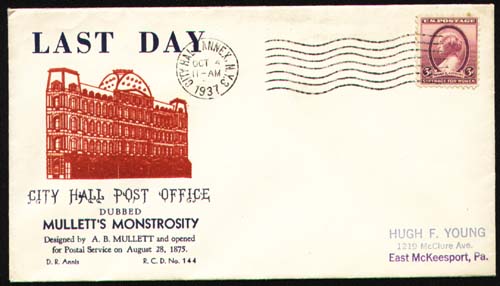 LAST DAY
CITY HALL ANNEX, N.Y.C.
OCT 4
11-AM
1937
U.S. POSTAGE
3¢ 3¢
SUFFRAGE FOR WOMEN
CITY HALL POST OFFICE
DUBBED
MULLETT'S MONSTROSITY
Designed by A. B. MULLETT and opened
for Postal Service on August 28, 1875.
D. R. Annis R. C. D. No. 144
HUGH F. YOUNG
1219 McClure Ave.
East McKeesport, Pa.